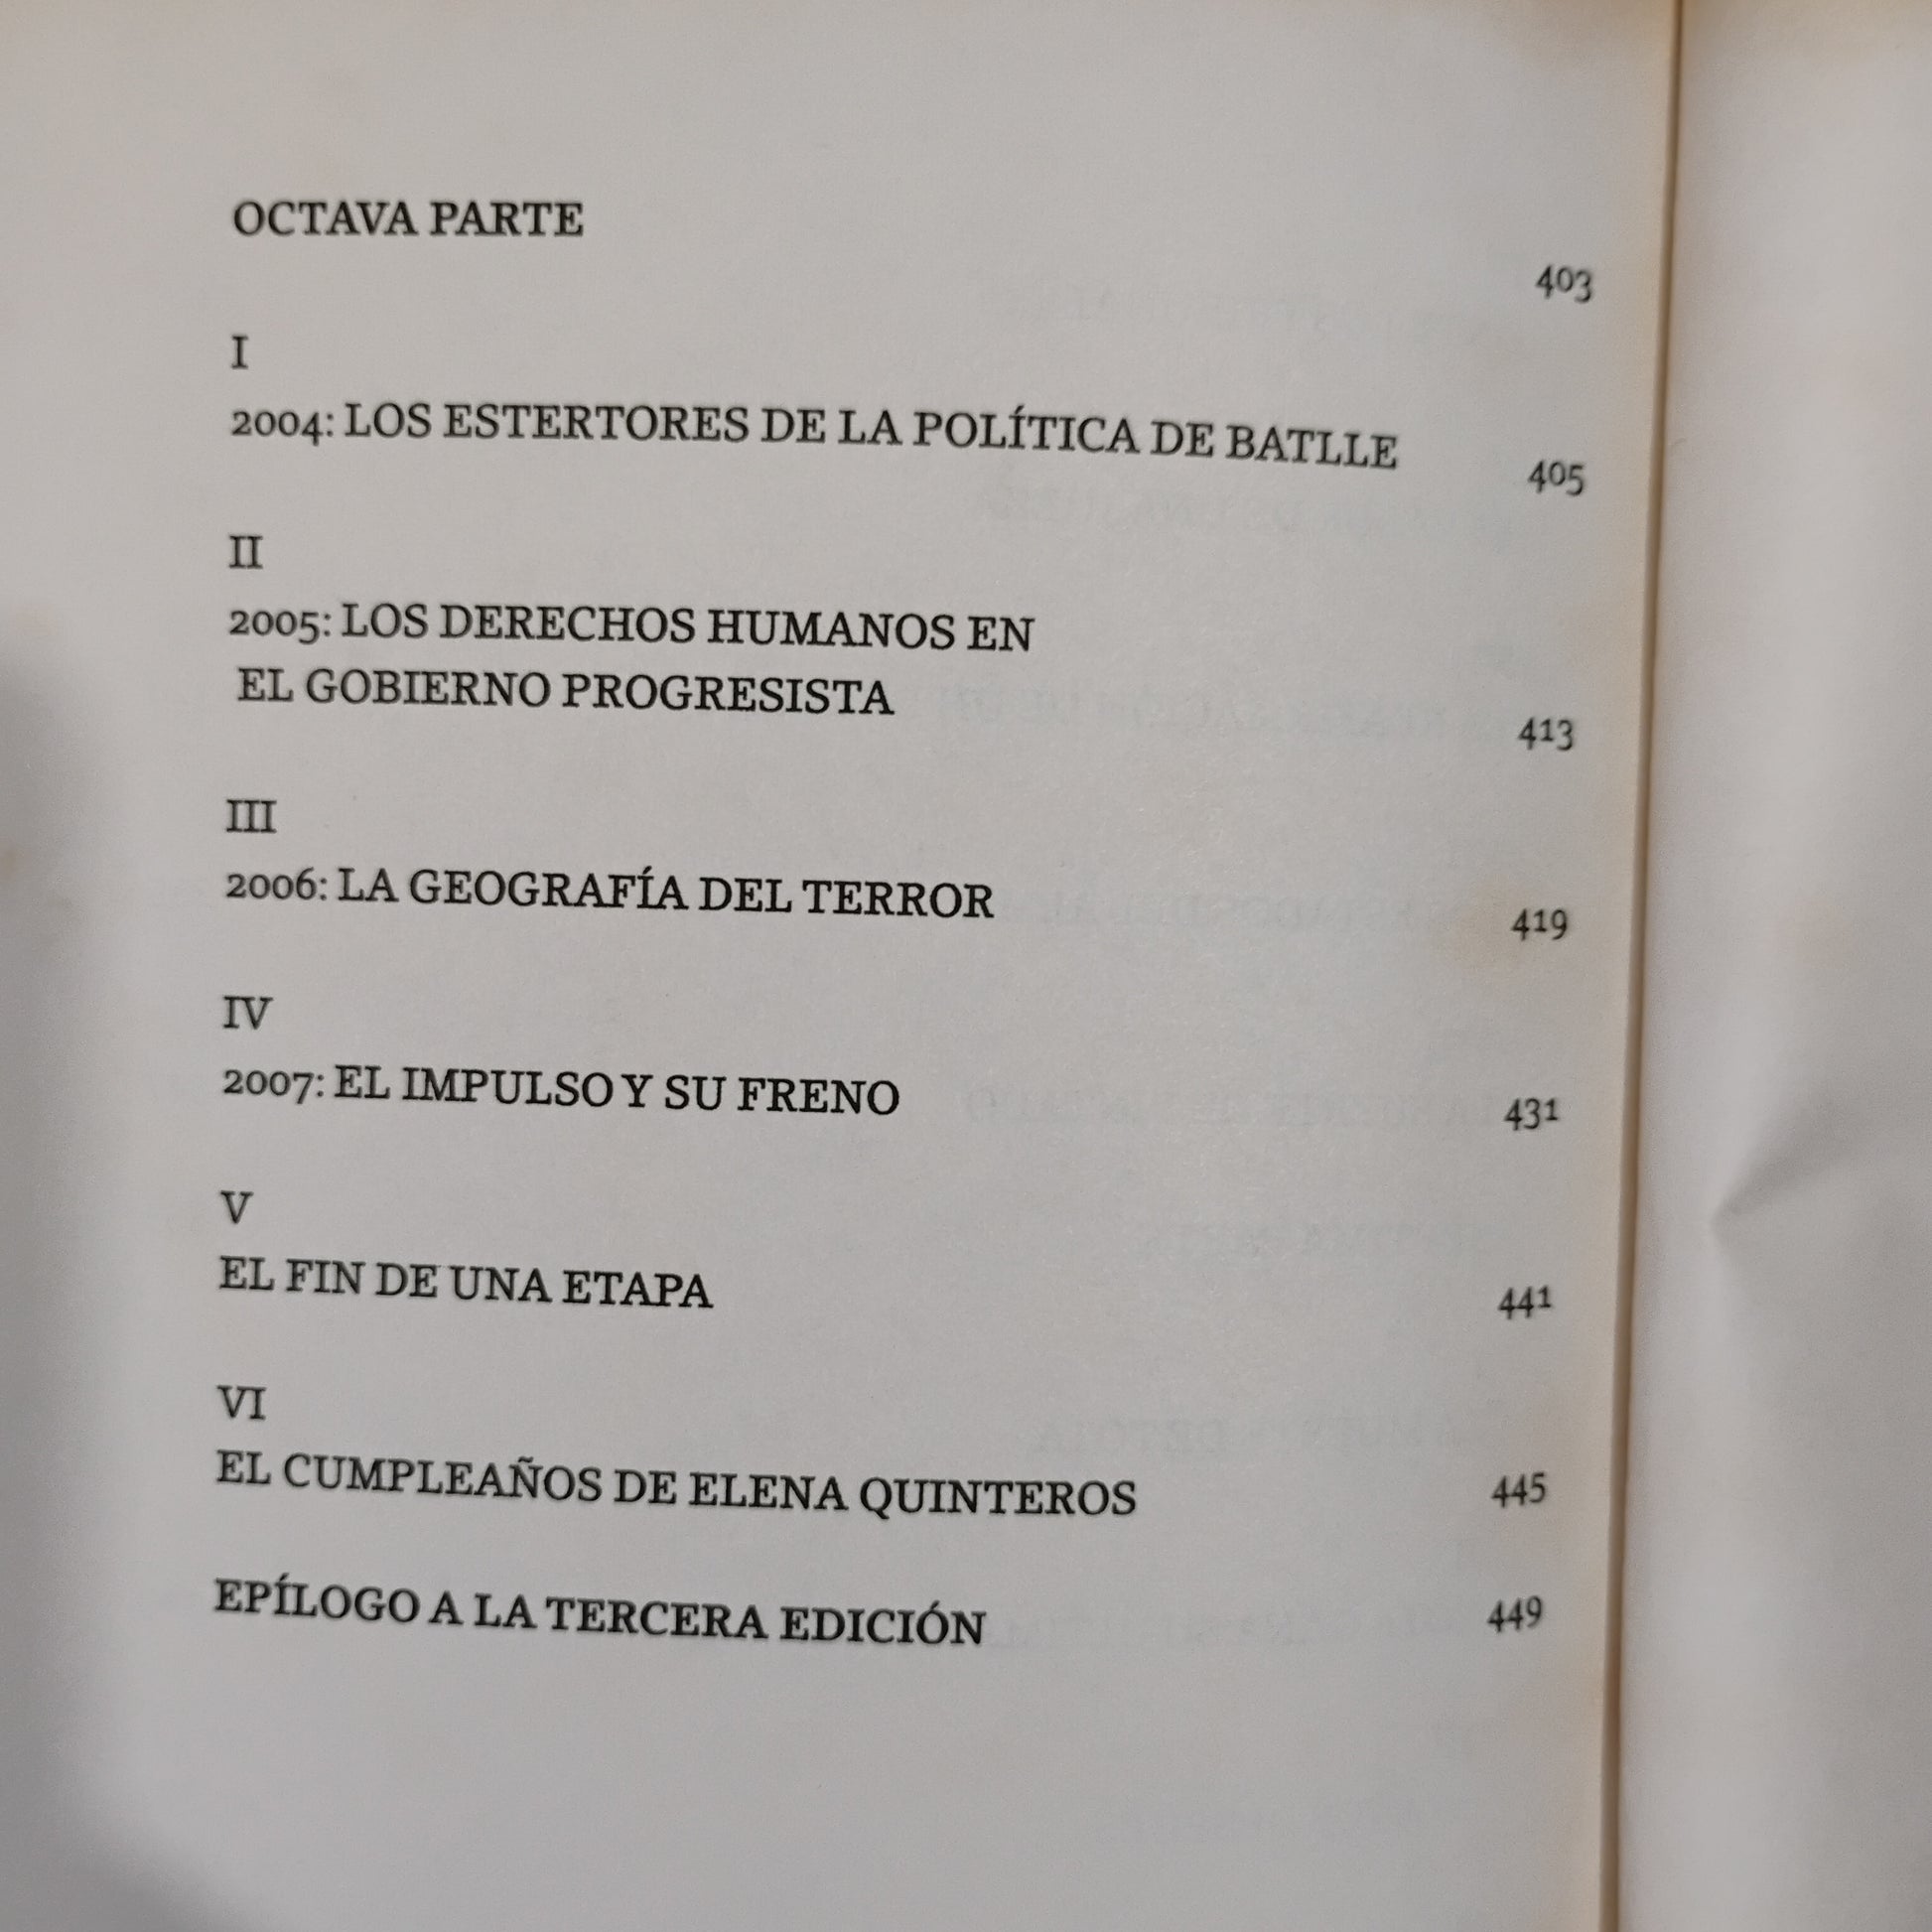 OCTAVA PARTE
403
I
2004: LOS ESTERTORES DE LA POLÍTICA DE BATLLE 405
II
2005: LOS DERECHOS HUMANOS EN
EL GOBIERNO PROGRESISTA 413
III
2006: LA GEOGRAFÍA DEL TERROR 419
IV
2007: EL IMPULSO Y SU FRENO 431
V
EL FIN DE UNA ETAPA 441
VI
EL CUMPLEAÑOS DE ELENA QUINTEROS 445
EPÍLOGO A LA TERCERA EDICIÓN 449